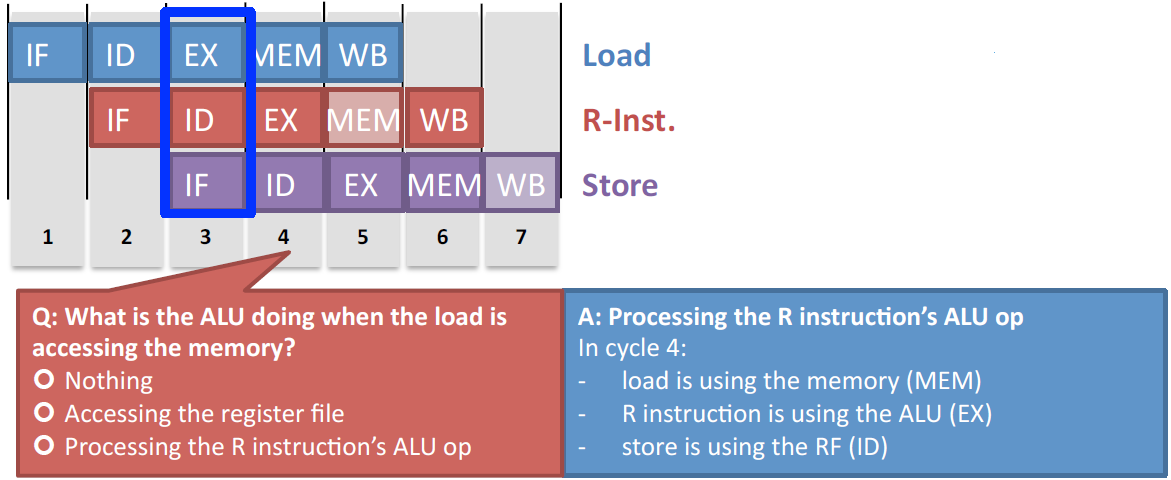 IF ID EX MEM WB Load
IF ID EX MEM WB R-Inst.
IF ID EX MEM WB Store
1 2 3 4 5 6 7
Q: What is the ALU doing when the load is
accessing the memory?
Nothing
Accessing the register file
Processing the R instruction's ALU op
A: Processing the R instruction's ALU op
In cycle 4:
- load is using the memory (MEM)
- R instruction is using the ALU (EX)
- store is using the RF (ID)